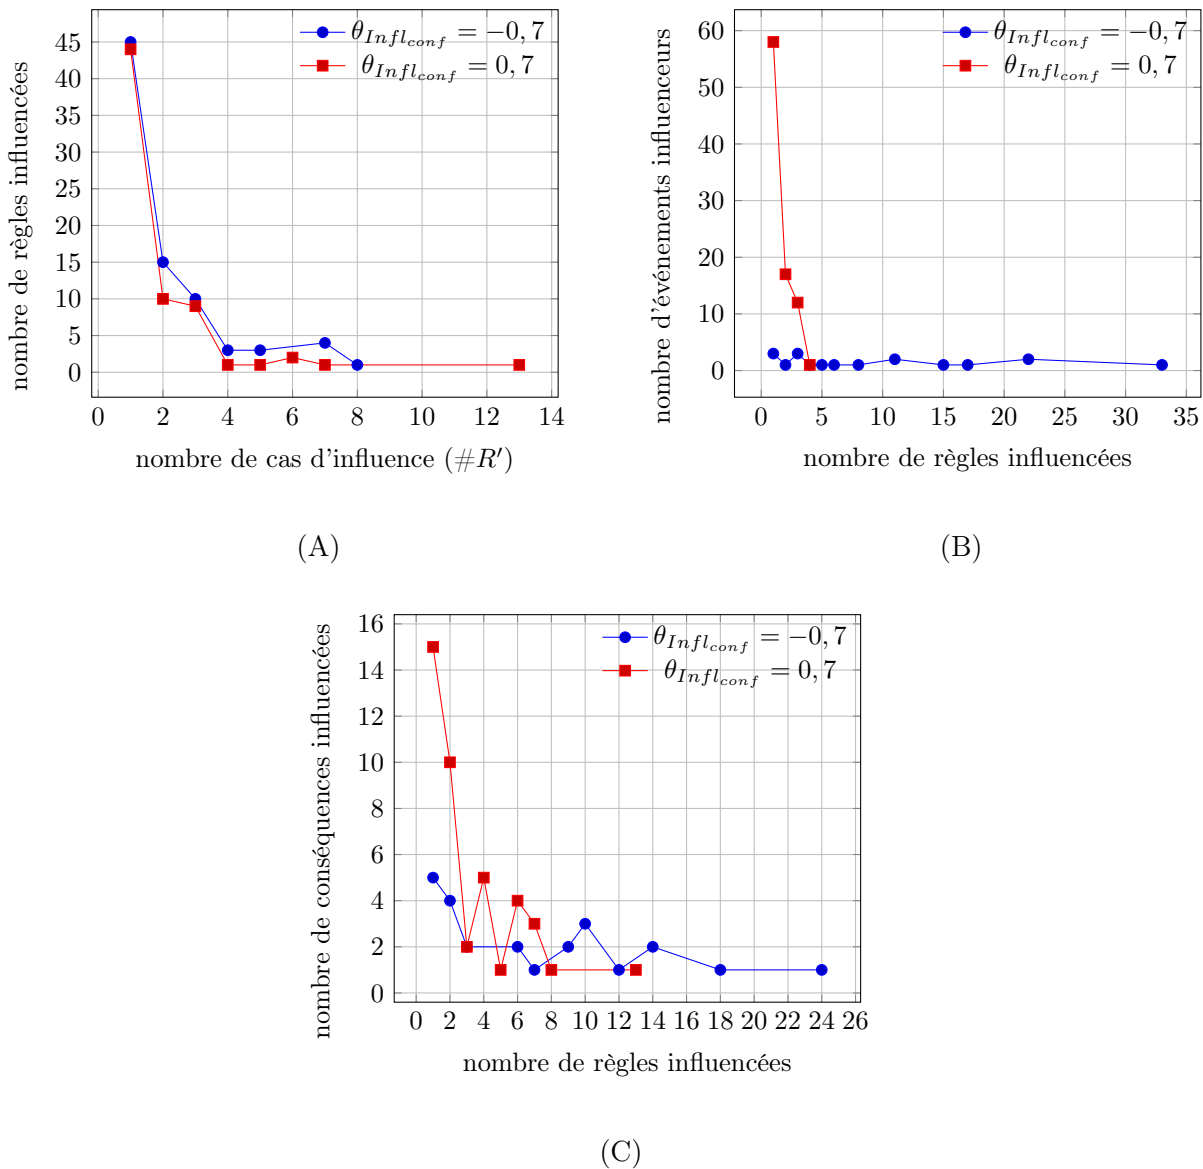 θ_{Infl_{conf}} = −0, 7
θ_{Infl_{conf}} = 0, 7
nombre de règles influencées
45
40
35
30
25
20
15
10
5
0
0 2 4 6 8 10 12 14
nombre de cas d'influence (#R′)
(A)
θ_{Infl_{conf}} = −0, 7
θ_{Infl_{conf}} = 0, 7
nombre d'événements influenceurs
60
50
40
30
20
10
0
0 5 10 15 20 25 30 35
nombre de règles influencées
(B)
θ_{Infl_{conf}} = −0, 7
θ_{Infl_{conf}} = 0, 7
nombre de conséquences influencées
16
14
12
10
8
6
4
2
0
0 2 4 6 8 10 12 14 16 18 20 22 24 26
nombre de règles influencées
(C)